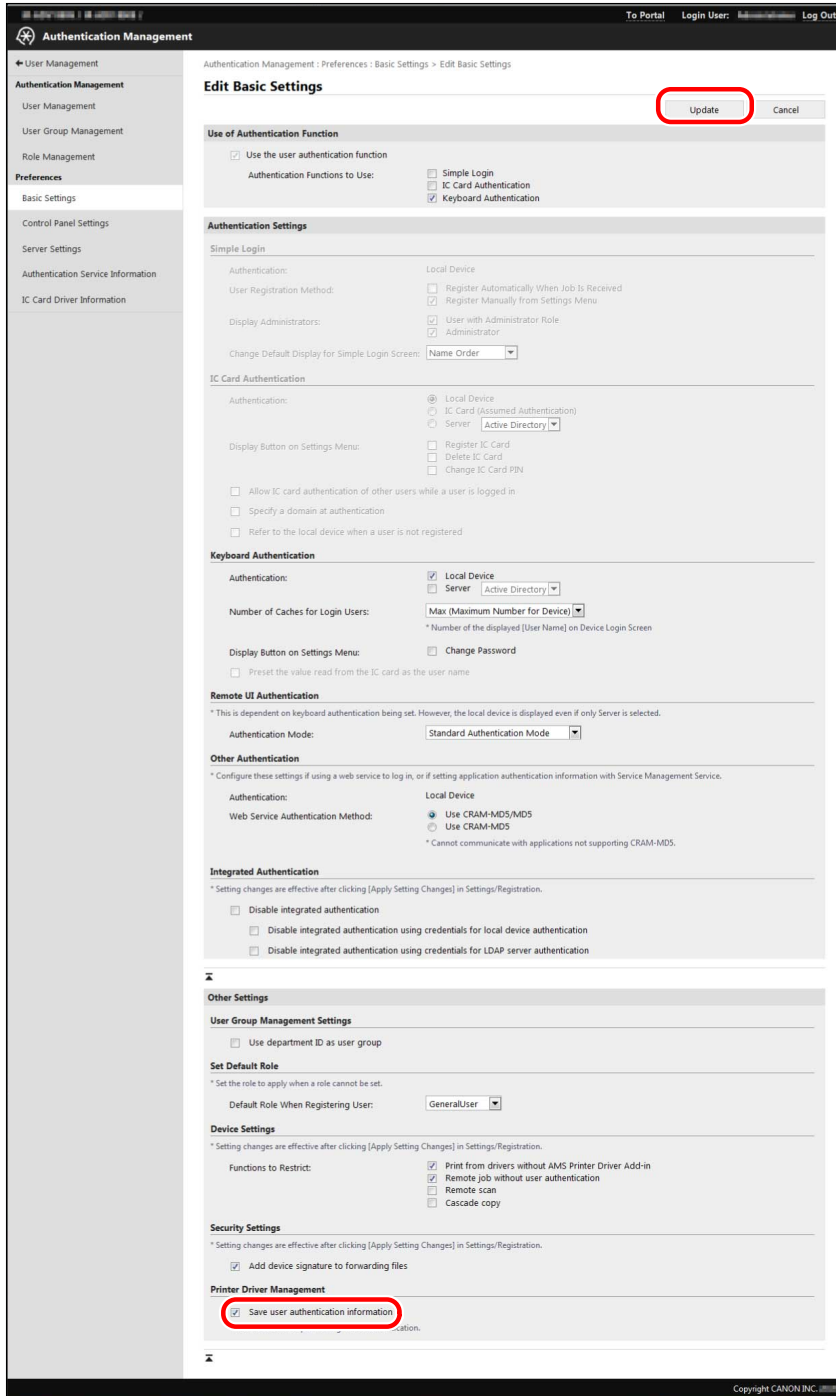 To Portal Login User: Log Out
Authentication Management
User Management
Authentication Management
User Management
User Group Management
Role Management
Preferences
Basic Settings
Control Panel Settings
Server Settings
Authentication Service Information
IC Card Driver Information
Authentication Management : Preferences : Basic Settings > Edit Basic Settings
Edit Basic Settings
Update Cancel
Use of Authentication Function
Use the user authentication function
Authentication Functions to Use: Simple Login
IC Card Authentication
Keyboard Authentication
Authentication Settings
Simple Login
Authentication: Local Device
User Registration Method: Register Automatically When Job Is Received
Register Manually from Settings Menu
Display Administrators: User with Administrator Role
Administrator
Change Default Display for Simple Login Screen: Name Order
IC Card Authentication
Authentication: Local Device
IC Card (Assumed Authentication)
Server Active Directory
Display Button on Settings Menu: Register IC Card
Delete IC Card
Change IC Card PIN
Allow IC card authentication of other users while a user is logged in
Specify a domain at authentication
Refer to the local device when a user is not registered
Keyboard Authentication
Authentication: Local Device
Server Active Directory
Number of Caches for Login Users: Max (Maximum Number for Device)
* Number of the displayed [User Name] on Device Login Screen
Display Button on Settings Menu: Change Password
Preset the value read from the IC card as the user name
Remote UI Authentication
* This is dependent on keyboard authentication being set. However, the local device is displayed even if only Server is selected.
Authentication Mode: Standard Authentication Mode
Other Authentication
* Configure these settings if using a web service to log in, or if setting application authentication information with Service Management Service.
Authentication: Local Device
Web Service Authentication Method: Use CRAM-MD5/MD5
Use CRAM-MD5
* Cannot communicate with applications not supporting CRAM-MD5.
Integrated Authentication
* Setting changes are effective after clicking [Apply Setting Changes] in Settings/Registration.
Disable integrated authentication
Disable integrated authentication using credentials for local device authentication
Disable integrated authentication using credentials for LDAP server authentication
Other Settings
User Group Management Settings
Use department ID as user group
Set Default Role
* Set the role to apply when a role cannot be set.
Default Role When Registering User: GeneralUser
Device Settings
* Setting changes are effective after clicking [Apply Setting Changes] in Settings/Registration.
Functions to Restrict: Print from drivers without AMS Printer Driver Add-in
Remote job without user authentication
Remote scan
Cascade copy
Security Settings
* Setting changes are effective after clicking [Apply Setting Changes] in Settings/Registration.
Add device signature to forwarding files
Printer Driver Management
Save user authentication information
Copyright CANON INC.